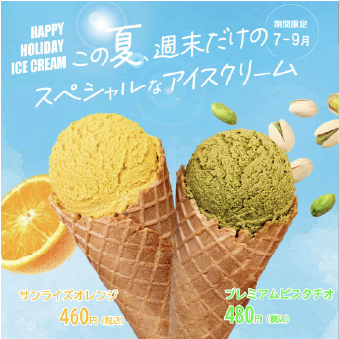 HAPPY
HOLIDAY
ICE CREAM
期間限定
7-9月
この夏、週末だけの
スペシャルなアイスクリーム
サンライズオレンジ
460円(税込)
プレミアムピスタチオ
480円(税込)